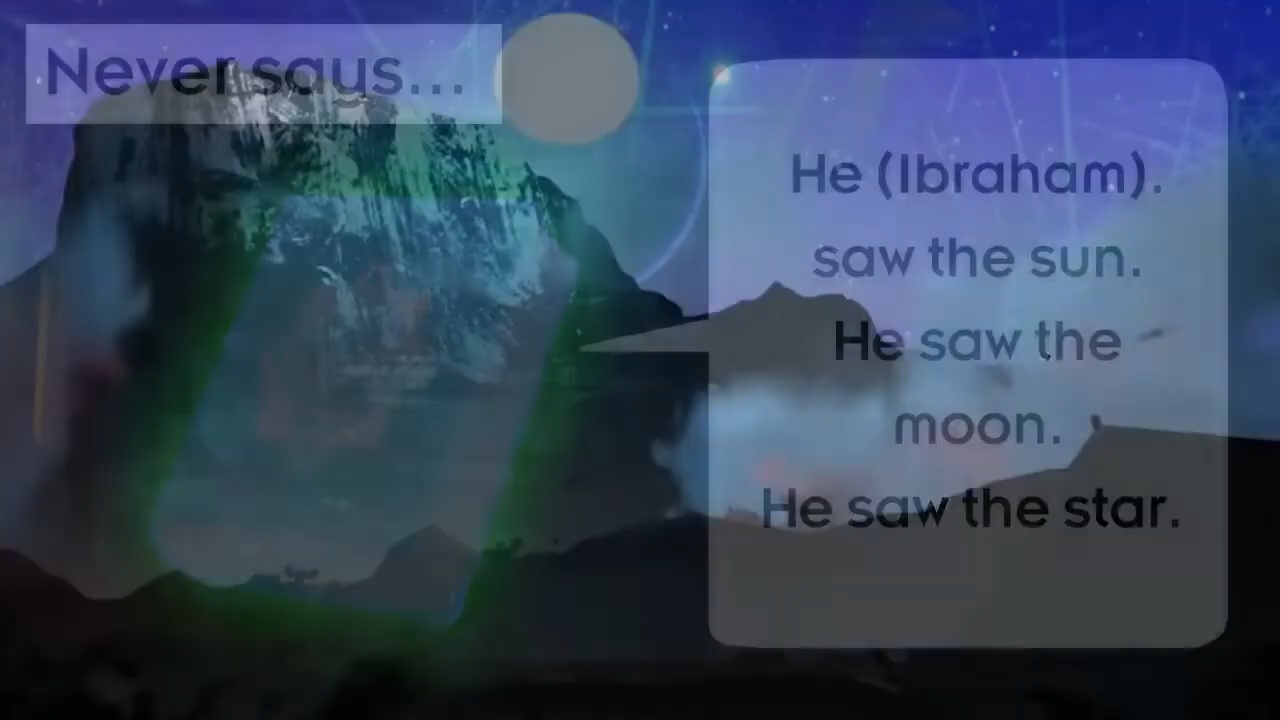 Never says...
He (Ibraham).
saw the sun.
He saw the
moon.
He saw the star.